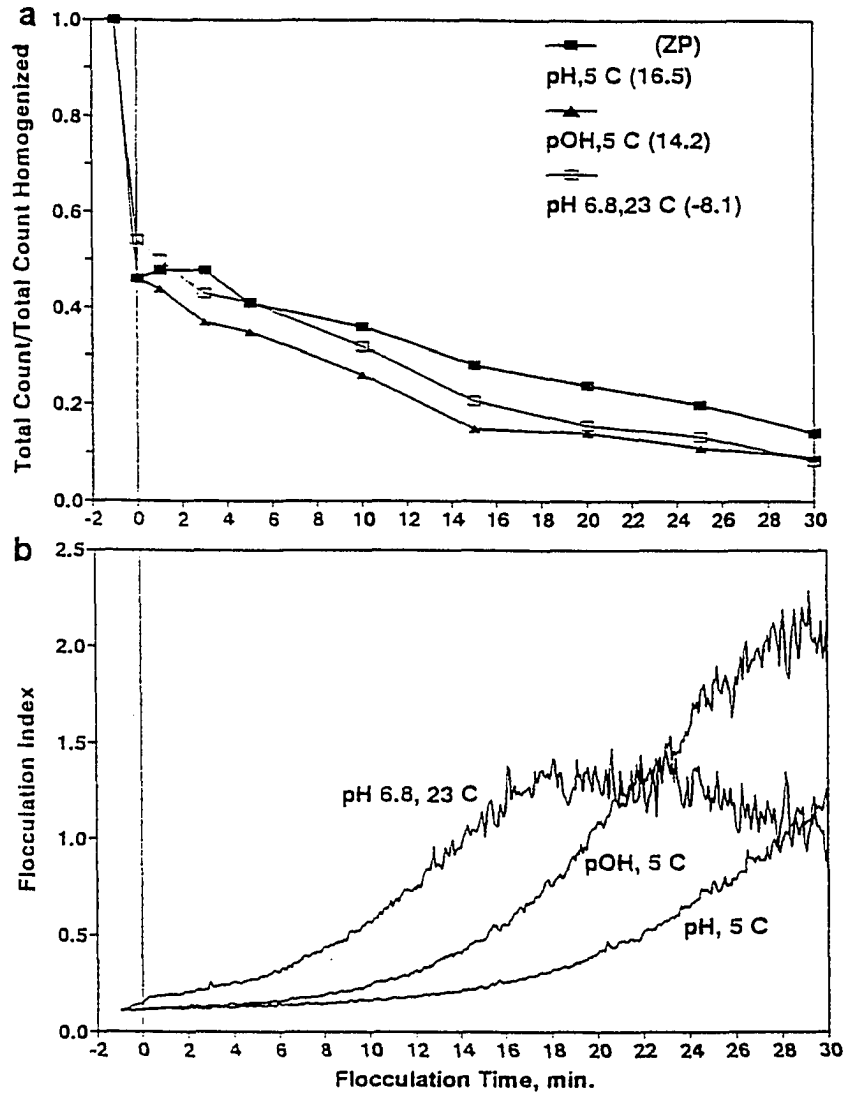 a
Total Count/Total Count Homogenized
1.0
0.8
0.6
0.4
0.2
0.0
(ZP)
pH,5 C (16.5)
pOH,5 C (14.2)
pH 6.8,23 C (-8.1)
-2 0 2 4 6 8 10 12 14 16 18 20 22 24 26 28 30
b
Flocculation Index
2.5
2.0
1.5
1.0
0.5
0.0
pH 6.8, 23 C
pOH, 5 C
pH, 5 C
-2 0 2 4 6 8 10 12 14 16 18 20 22 24 26 28 30
Flocculation Time, min.